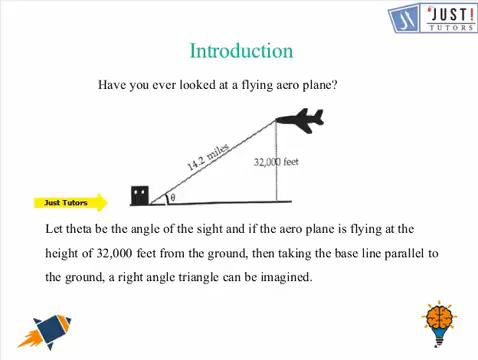 "JUST!
TUTORS
Introduction
Have you ever looked at a flying aero plane?
14.2 miles
32,000 feet
θ
Just Tutors
Let theta be the angle of the sight and if the aero plane is flying at the
height of 32,000 feet from the ground, then taking the base line parallel to
the ground, a right angle triangle can be imagined.